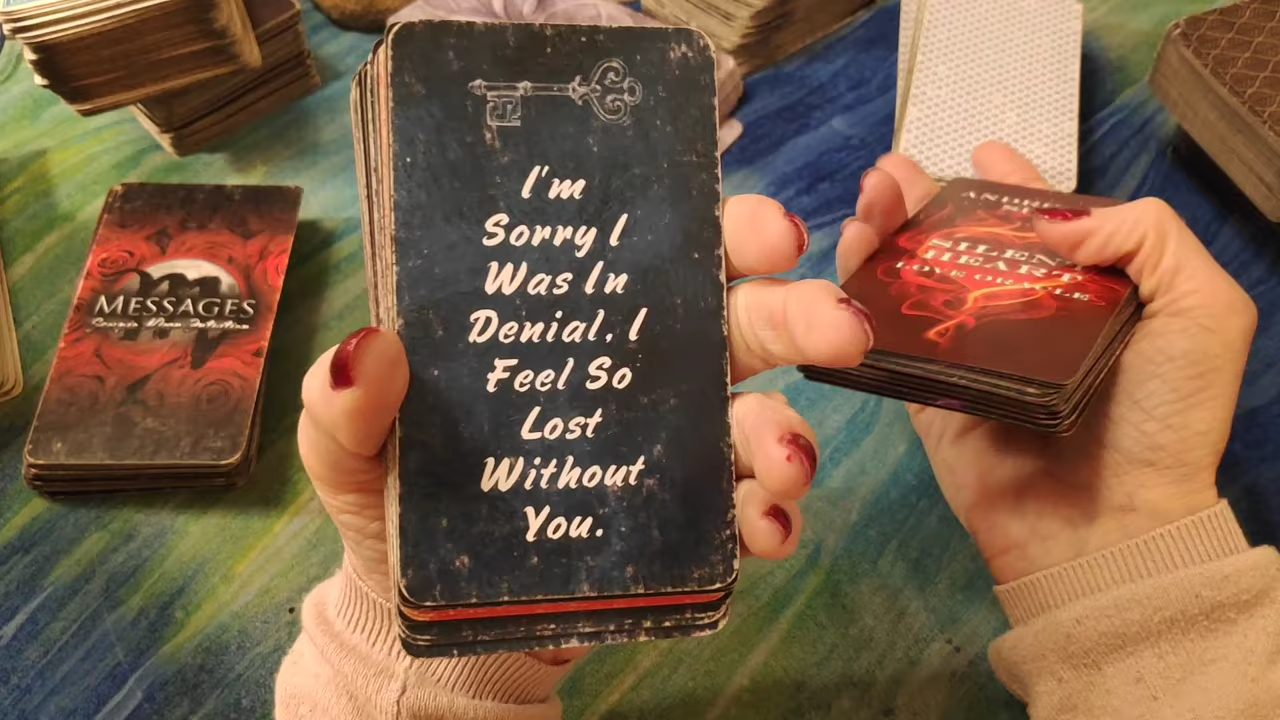 I'm
Sorry I
Was In
Denial. I
Feel So
Lost
Without
You.
MESSAGES
SILENT
HEART
LOVE ORACLE